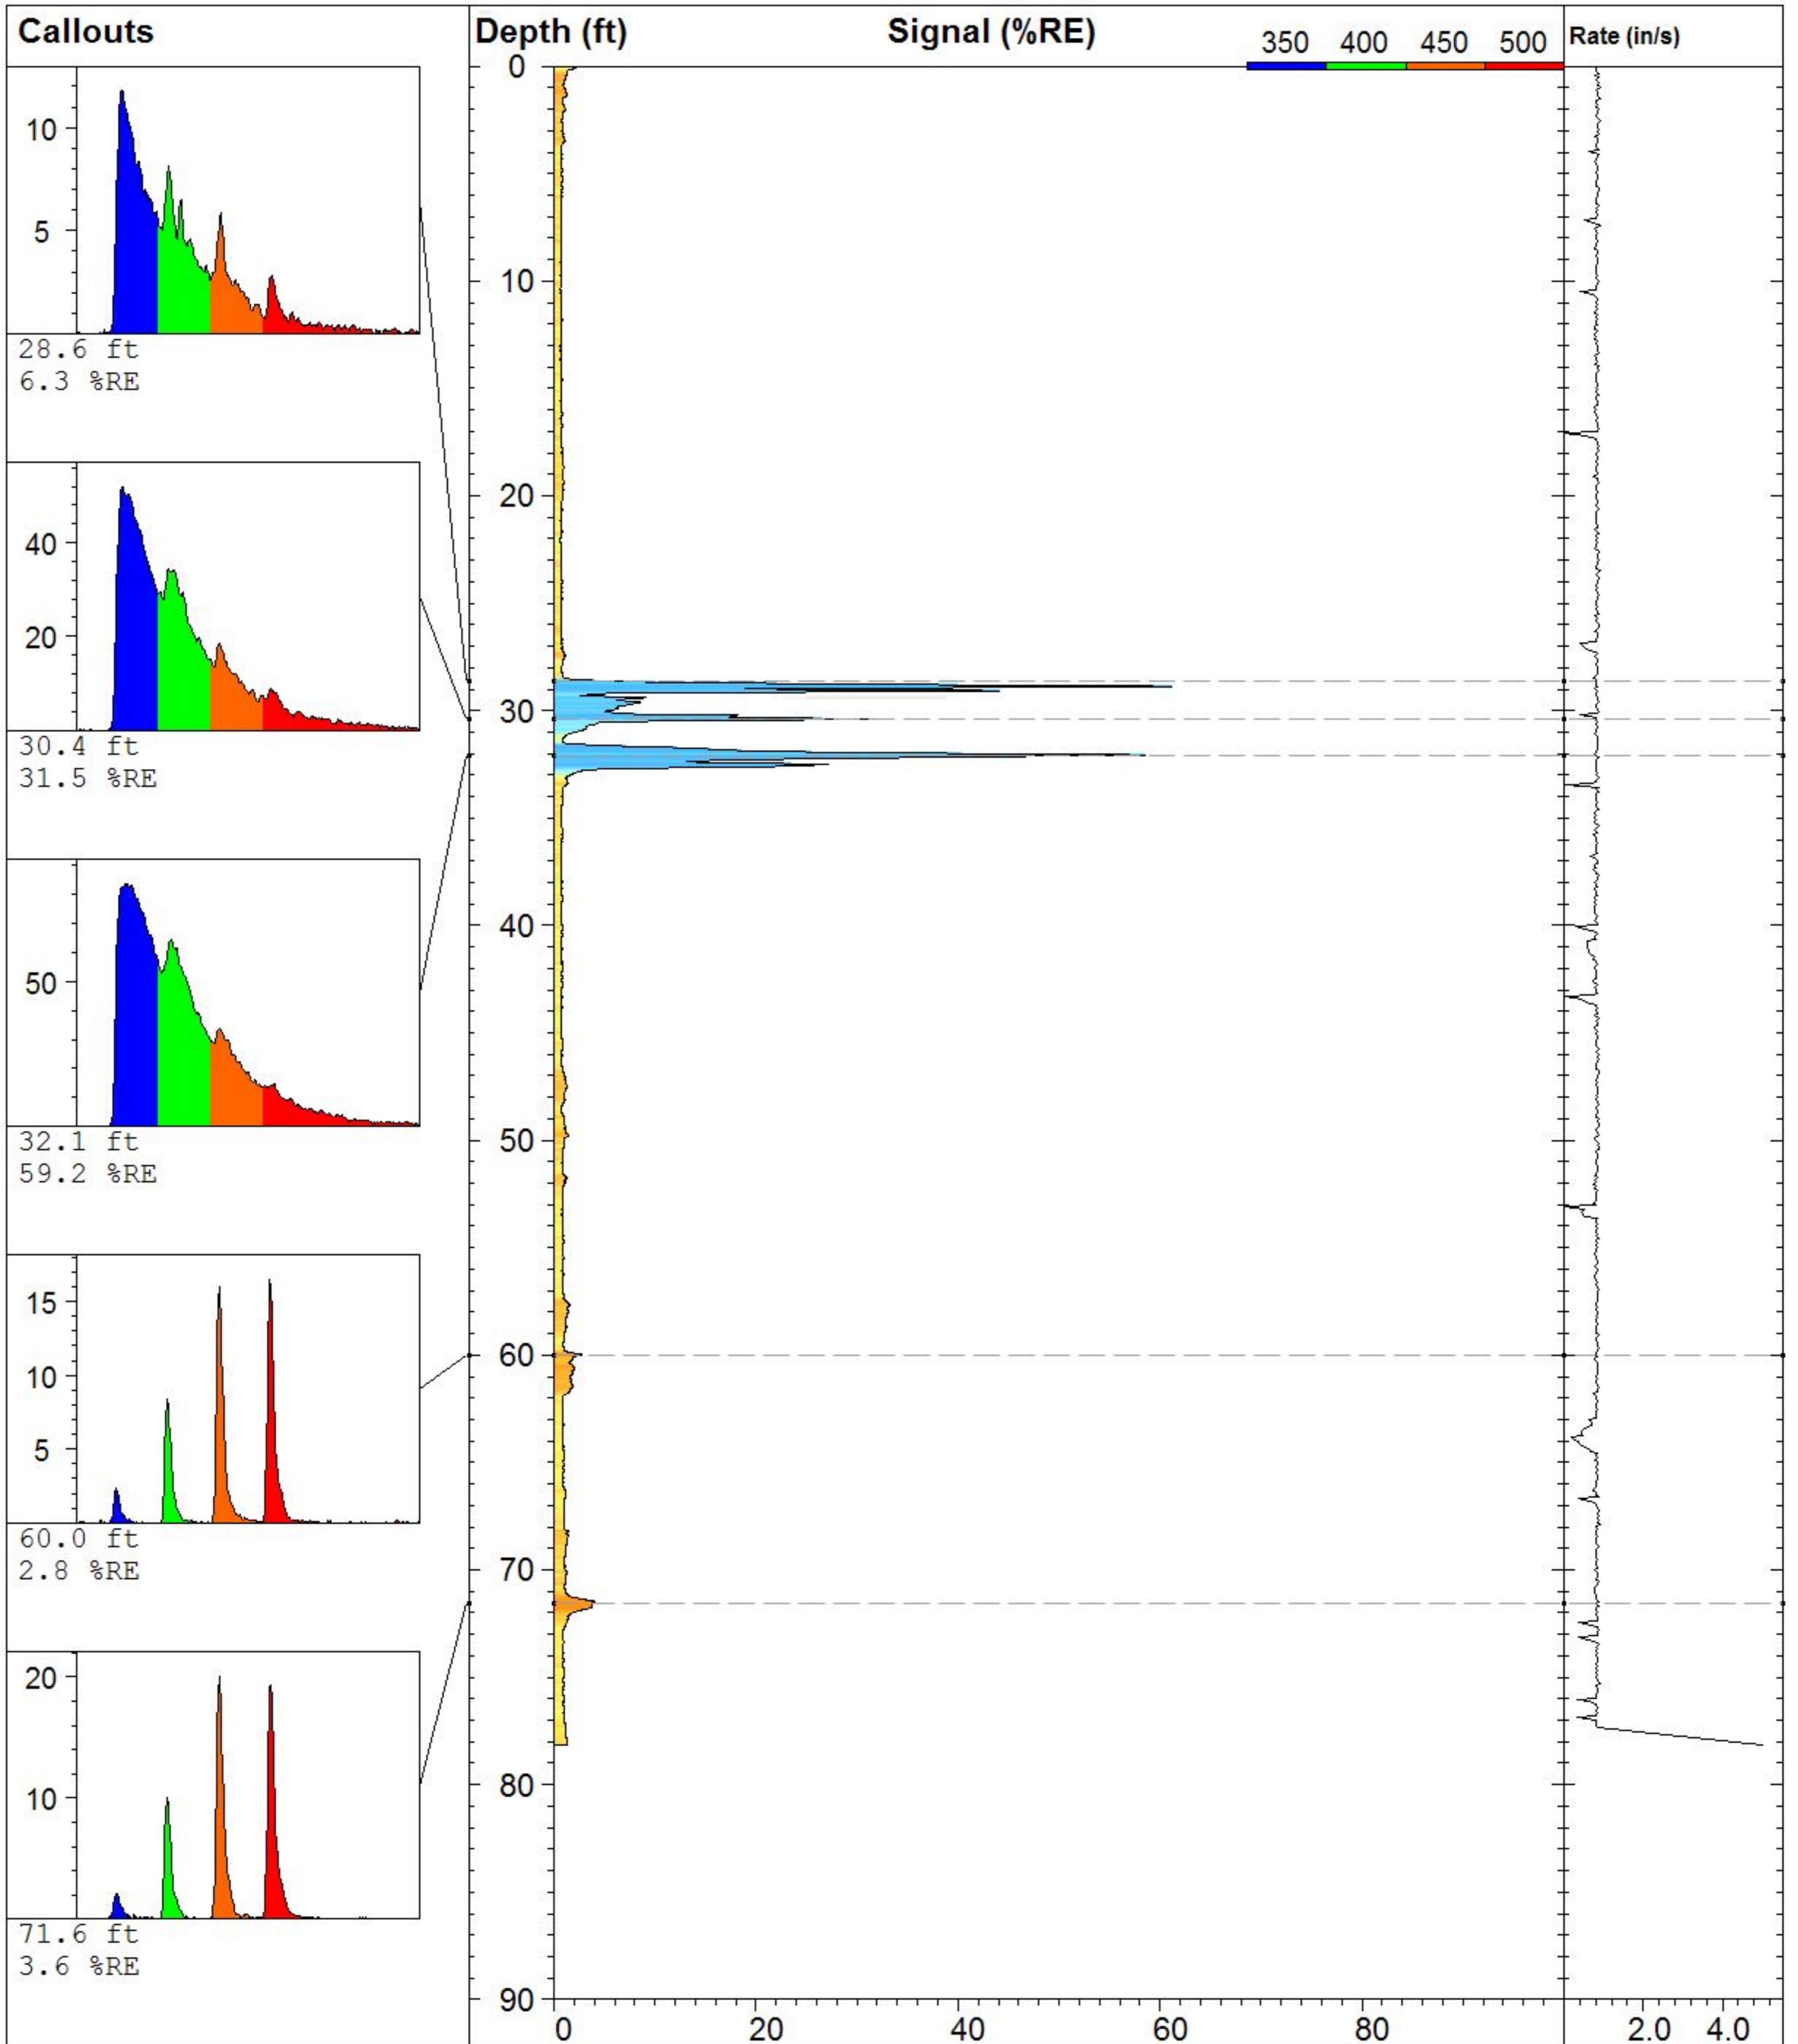 Callouts
Depth (ft)
Signal (%RE)
350 400 450 500
Rate (in/s)
10
5
28.6 ft
6.3 %RE
40
20
30.4 ft
31.5 %RE
50
32.1 ft
59.2 %RE
15
10
5
60.0 ft
2.8 %RE
20
10
71.6 ft
3.6 %RE
0
10
20
30
40
50
60
70
80
90
0 20 40 60 80
2.0 4.0